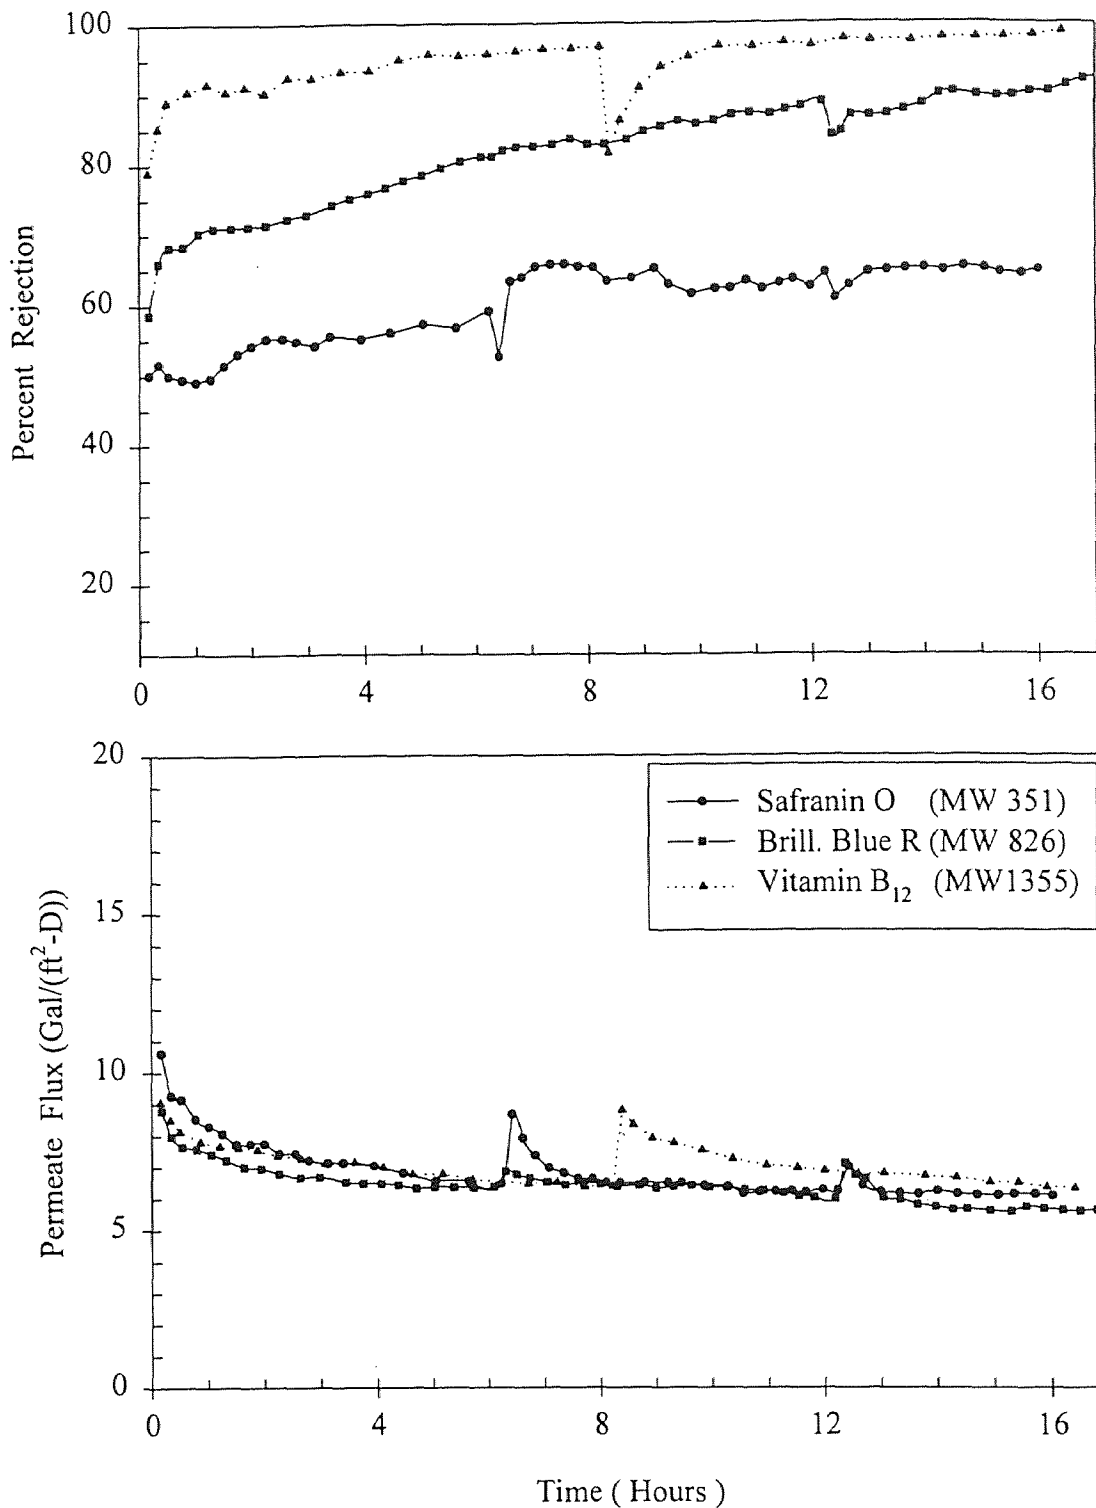 100
80
60
40
20
Percent Rejection
0 4 8 12 16
20
15
10
5
0
Permeate Flux (Gal/(ft²-D))
Safranin O (MW 351)
Brill. Blue R (MW 826)
Vitamin B₁₂ (MW1355)
0 4 8 12 16
Time ( Hours )